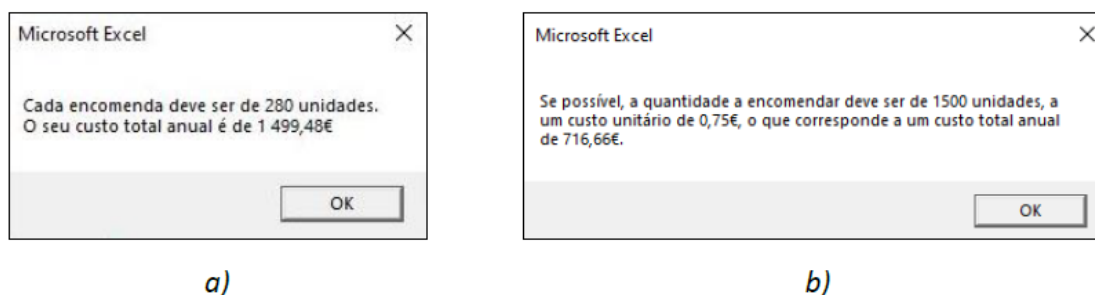 Microsoft Excel
Cada encomenda deve ser de 280 unidades.
O seu custo total anual é de 1 499,48€
OK
a)
Microsoft Excel
Se possível, a quantidade a encomendar deve ser de 1500 unidades, a
um custo unitário de 0,75€, o que corresponde a um custo total anual
de 716,66€.
OK
b)